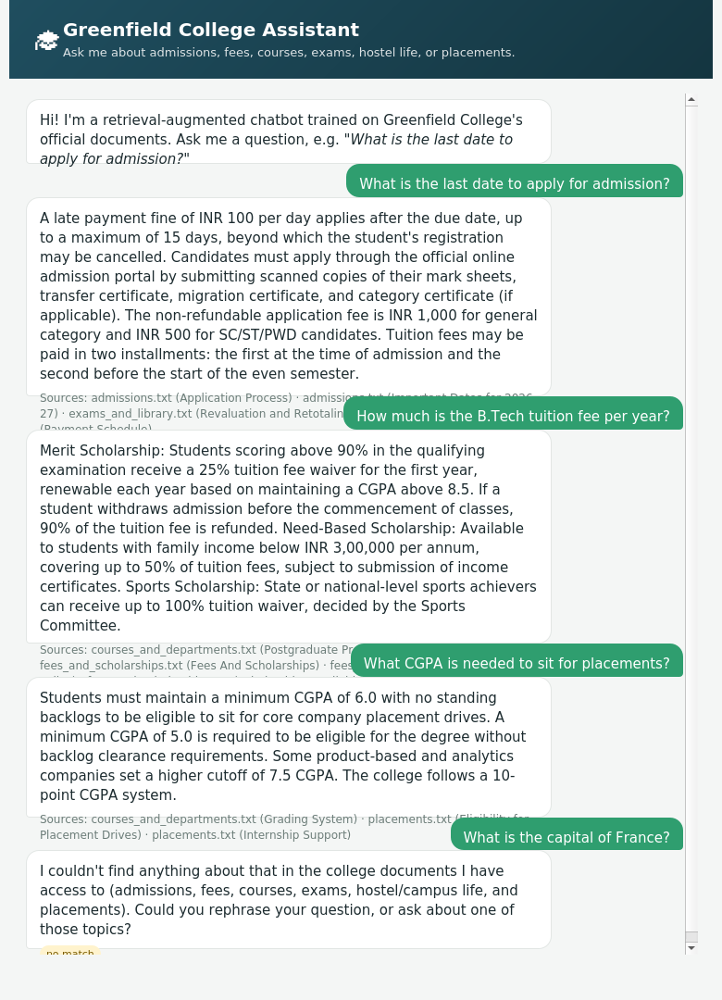 Greenfield College Assistant
Ask me about admissions, fees, courses, exams, hostel life, or placements.
Hi! I'm a retrieval-augmented chatbot trained on Greenfield College's
official documents. Ask me a question, e.g. "What is the last date to
apply for admission?"
What is the last date to apply for admission?
A late payment fine of INR 100 per day applies after the due date, up
to a maximum of 15 days, beyond which the student's registration
may be cancelled. Candidates must apply through the official online
admission portal by submitting scanned copies of their mark sheets,
transfer certificate, migration certificate, and category certificate (if
applicable). The non-refundable application fee is INR 1,000 for general
category and INR 500 for SC/ST/PWD candidates. Tuition fees may be
paid in two installments: the first at the time of admission and the
second before the start of the even semester.
Sources: admissions.txt (Application Process) · admissions.txt (Important Dates for 2026-
27) · exams_and_library.txt (Revaluation and Retotalin
(Payment Schedule)
How much is the B.Tech tuition fee per year?
Merit Scholarship: Students scoring above 90% in the qualifying
examination receive a 25% tuition fee waiver for the first year,
renewable each year based on maintaining a CGPA above 8.5. If a
student withdraws admission before the commencement of classes,
90% of the tuition fee is refunded. Need-Based Scholarship: Available
to students with family income below INR 3,00,000 per annum,
covering up to 50% of tuition fees, subject to submission of income
certificates. Sports Scholarship: State or national-level sports achievers
can receive up to 100% tuition waiver, decided by the Sports
Committee.
Sources: courses_and_departments.txt (Postgraduate Pr
fees_and_scholarships.txt (Fees And Scholarships) · fees
What CGPA is needed to sit for placements?
Students must maintain a minimum CGPA of 6.0 with no standing
backlogs to be eligible to sit for core company placement drives. A
minimum CGPA of 5.0 is required to be eligible for the degree without
backlog clearance requirements. Some product-based and analytics
companies set a higher cutoff of 7.5 CGPA. The college follows a 10-
point CGPA system.
Sources: courses_and_departments.txt (Grading System) · placements.txt (Eligibility for
Placement Drives) · placements.txt (Internship Support)
What is the capital of France?
I couldn't find anything about that in the college documents I have
access to (admissions, fees, courses, exams, hostel/campus life, and
placements). Could you rephrase your question, or ask about one of
those topics?
no match